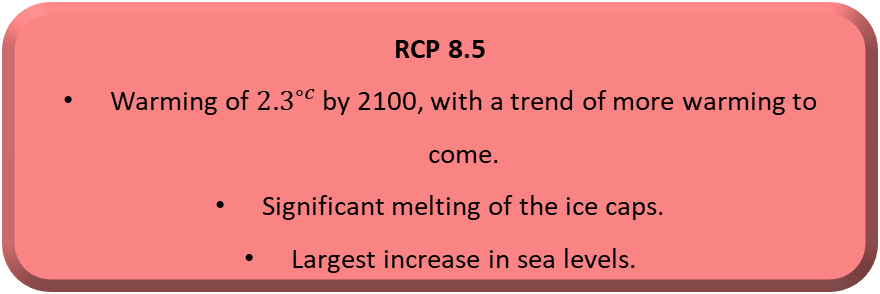 RCP 8.5
• Warming of 2.3°ᶜ by 2100, with a trend of more warming to
come.
• Significant melting of the ice caps.
• Largest increase in sea levels.